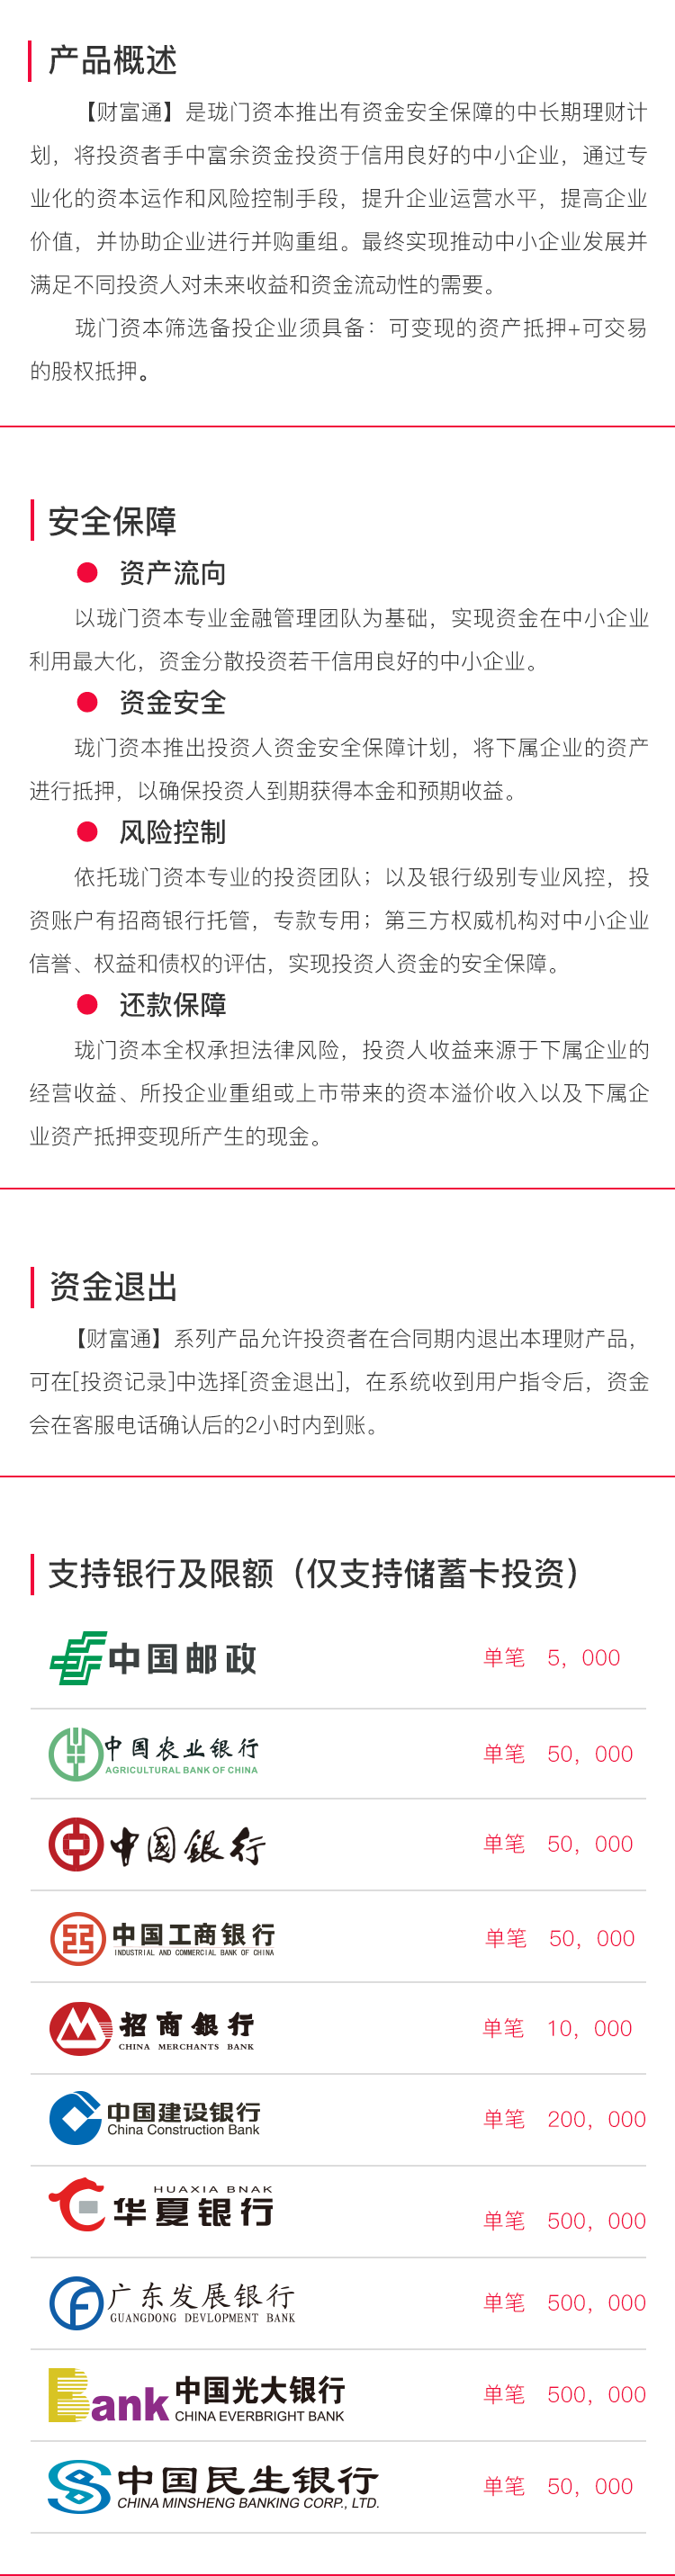 产品概述
【财富通】是珑门资本推出有资金安全保障的中长期理财计
划，将投资者手中富余资金投资于信用良好的中小企业，通过专
业化的资本运作和风险控制手段，提升企业运营水平，提高企业
价值，并协助企业进行并购重组。最终实现推动中小企业发展并
满足不同投资人对未来收益和资金流动性的需要。
珑门资本筛选备投企业须具备：可变现的资产抵押+可交易
的股权抵押。
安全保障
资产流向
以珑门资本专业金融管理团队为基础，实现资金在中小企业
利用最大化，资金分散投资若干信用良好的中小企业。
资金安全
珑门资本推出投资人资金安全保障计划，将下属企业的资产
进行抵押，以确保投资人到期获得本金和预期收益。
风险控制
依托珑门资本专业的投资团队；以及银行级别专业风控，投
资账户有招商银行托管，专款专用；第三方权威机构对中小企业
信誉、权益和债权的评估，实现投资人资金的安全保障。
还款保障
珑门资本全权承担法律风险，投资人收益来源于下属企业的
经营收益、所投企业重组或上市带来的资本溢价收入以及下属企
业资产抵押变现所产生的现金。
资金退出
【财富通】系列产品允许投资者在合同期内退出本理财产品，
可在[投资记录]中选择[资金退出]，在系统收到用户指令后，资金
会在客服电话确认后的2小时内到账。
支持银行及限额（仅支持储蓄卡投资）
中国邮政 单笔 5，000
中国农业银行 单笔 50，000
AGRICULTURAL BANK OF CHINA
中國銀行 单笔 50，000
中国工商银行 单笔 50，000
INDUSTRIAL AND COMMERCIAL BANK OF CHINA
招商銀行 单笔 10，000
CHINA MERCHANTS BANK
中国建设银行 单笔 200，000
China Construction Bank
HUAXIA BNAK
华夏银行 单笔 500，000
广东发展银行 单笔 500，000
GUANGDONG DEVLOPMENT BANK
Bank 中国光大银行 单笔 500，000
CHINA EVERBRIGHT BANK
中国民生银行 单笔 50，000
CHINA MINSHENG BANKING CORP., LTD.